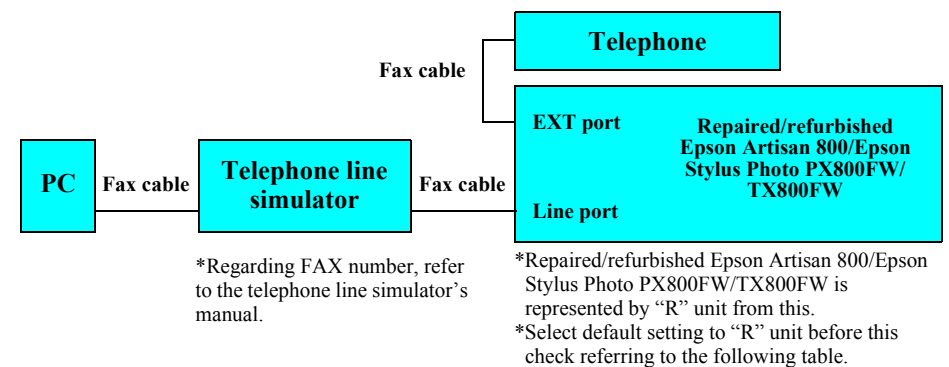 Telephone
Fax cable
EXT port
Repaired/refurbished
Epson Artisan 800/Epson
Stylus Photo PX800FW/
TX800FW
PC
Fax cable
Telephone line
simulator
Fax cable
Line port
*Regarding FAX number, refer
to the telephone line simulator’s
manual.
*Repaired/refurbished Epson Artisan 800/Epson
Stylus Photo PX800FW/TX800FW is
represented by “R” unit from this.
*Select default setting to “R” unit before this
check referring to the following table.